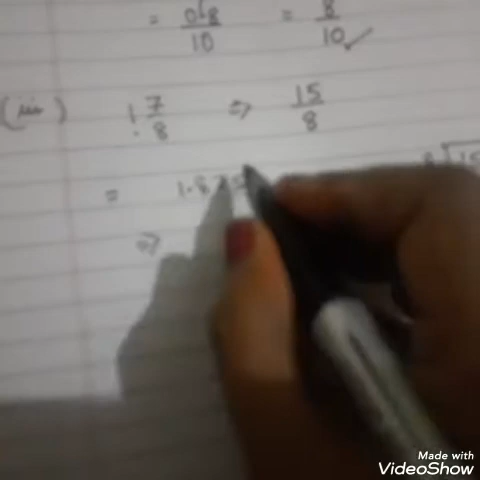 = 0.8/10 = 8/10 ✓
(iii) 1 7/8 ⇒ 15/8
= 1.875
⇒
Made with
VideoShow